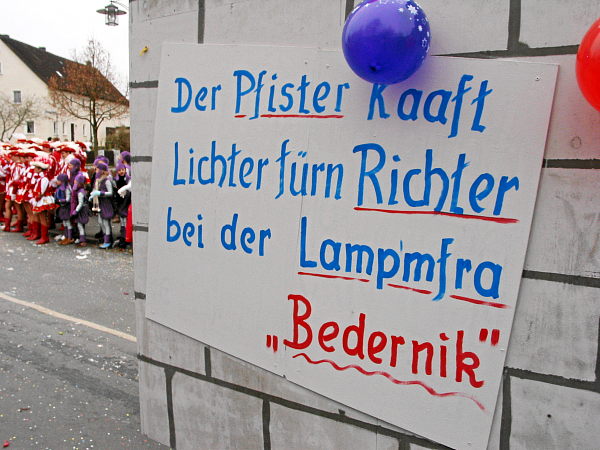 Der Pfister Kaaft
Lichter fürn Richter
bei der Lamp'mfra
„Bedernik"